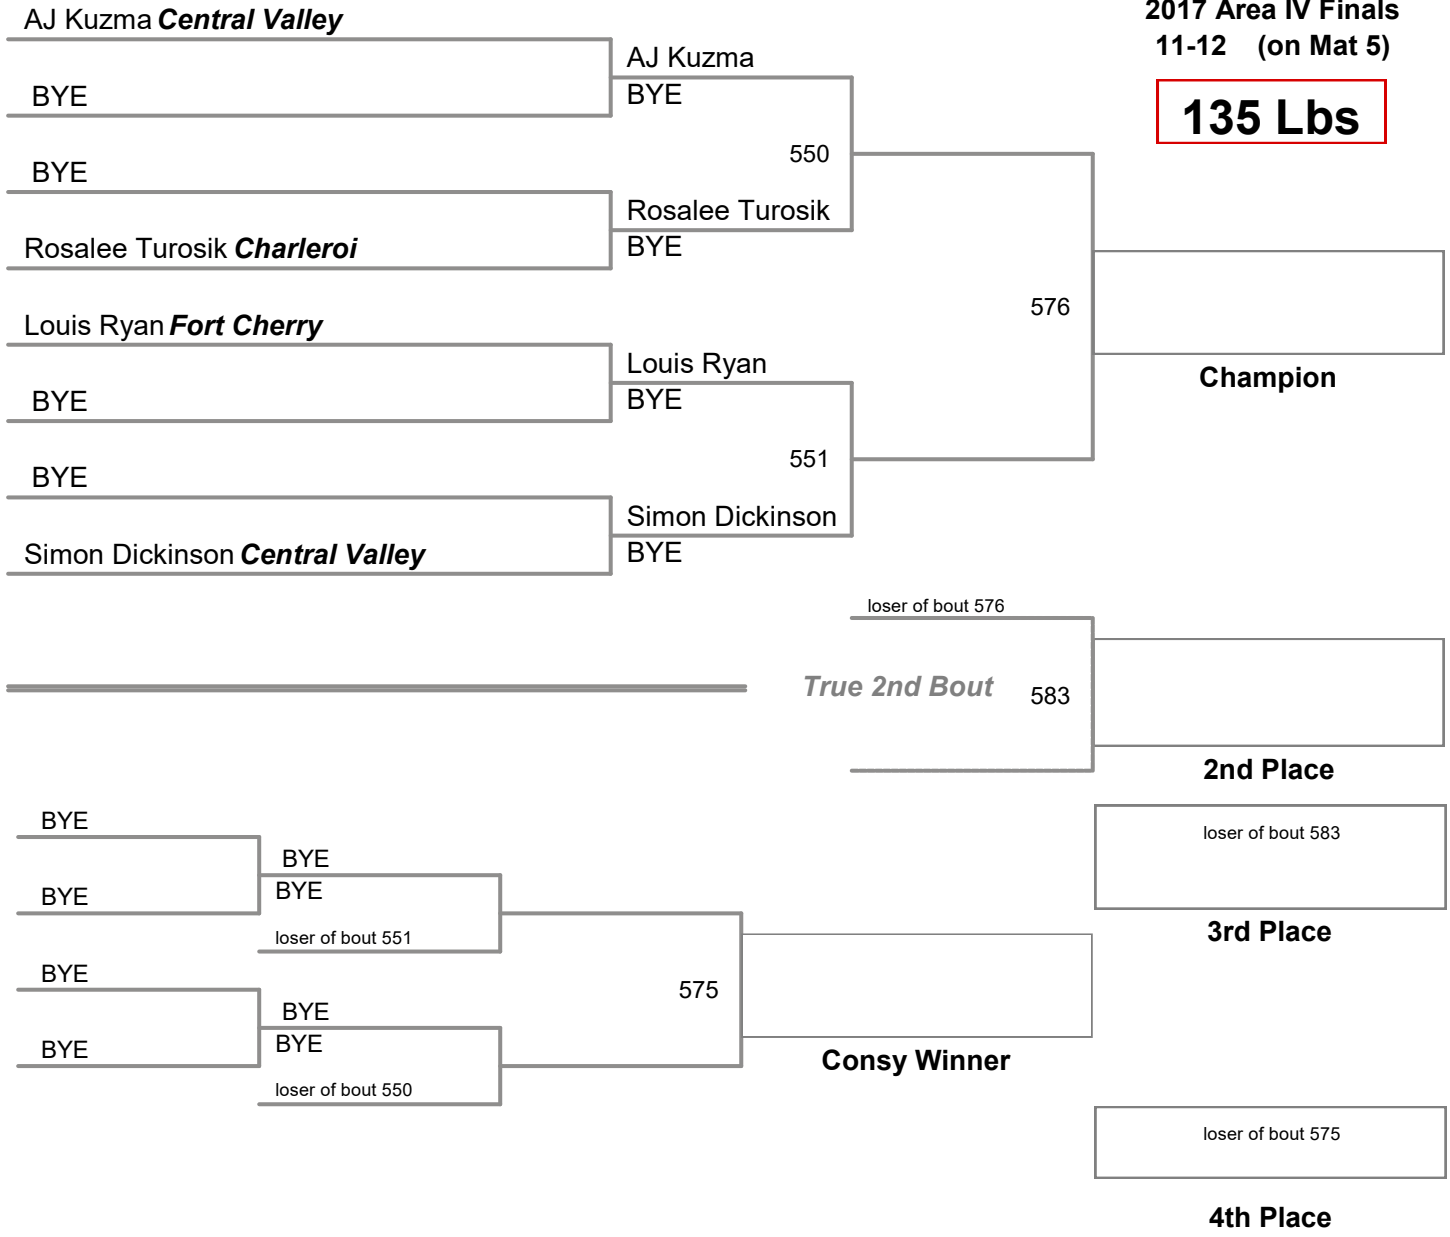 2017 Area IV Finals
11-12 (on Mat 5)
135 Lbs
AJ Kuzma Central Valley
BYE
BYE
Rosalee Turosik Charleroi
Louis Ryan Fort Cherry
BYE
BYE
Simon Dickinson Central Valley
AJ Kuzma
BYE
550
Rosalee Turosik
BYE
Louis Ryan
BYE
551
Simon Dickinson
BYE
576
Champion
loser of bout 576
True 2nd Bout
583
2nd Place
BYE
BYE
BYE
BYE
BYE
BYE
loser of bout 551
BYE
BYE
loser of bout 550
575
Consy Winner
loser of bout 583
3rd Place
loser of bout 575
4th Place